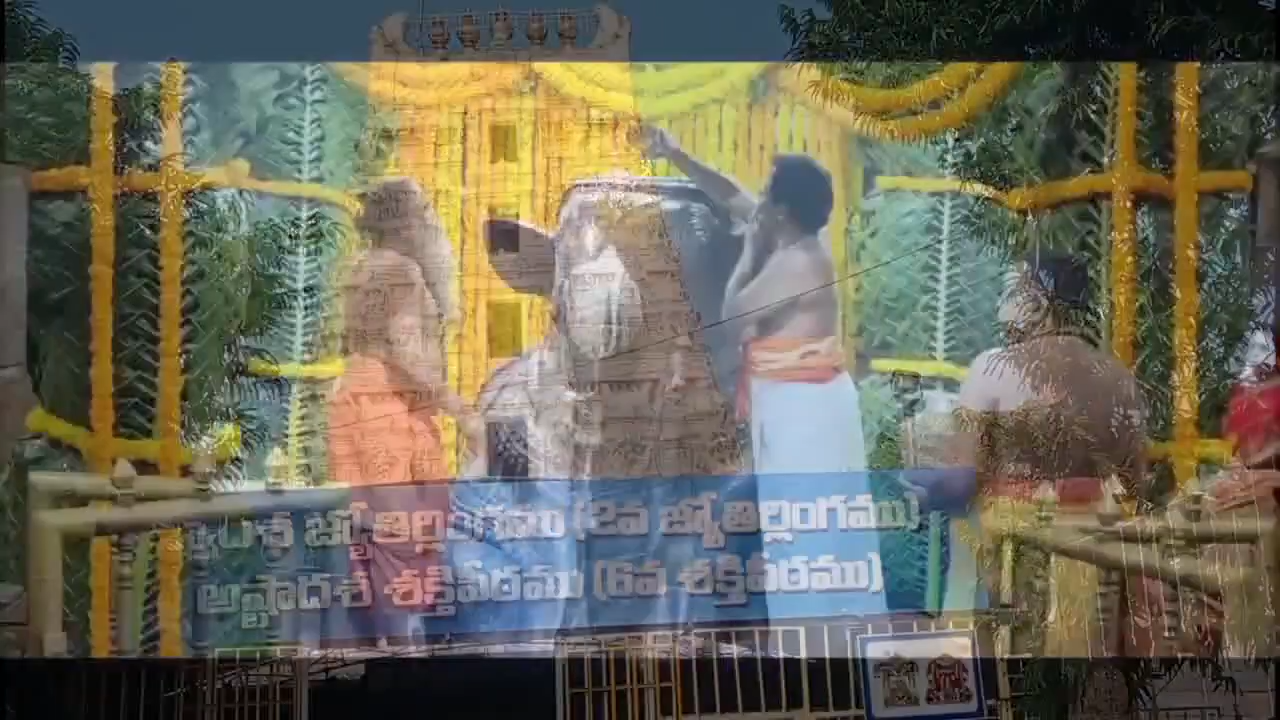 జ్యోతిర్లింగము (2వ జ్యోతిర్లింగము)
అష్టాదశ శక్తిపీఠము (6వ శక్తిపీఠము)